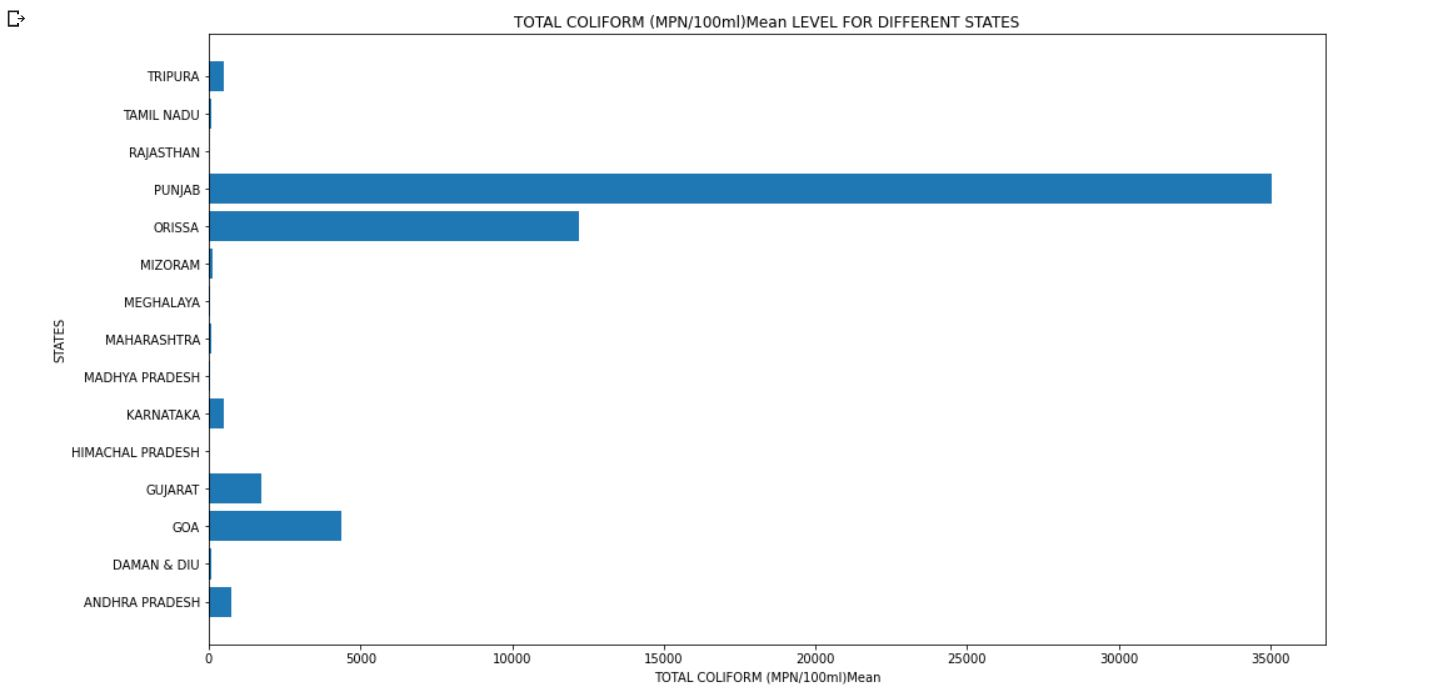 TOTAL COLIFORM (MPN/100ml)Mean LEVEL FOR DIFFERENT STATES
STATES
TRIPURA
TAMIL NADU
RAJASTHAN
PUNJAB
ORISSA
MIZORAM
MEGHALAYA
MAHARASHTRA
MADHYA PRADESH
KARNATAKA
HIMACHAL PRADESH
GUJARAT
GOA
DAMAN & DIU
ANDHRA PRADESH
0 5000 10000 15000 20000 25000 30000 35000
TOTAL COLIFORM (MPN/100ml)Mean